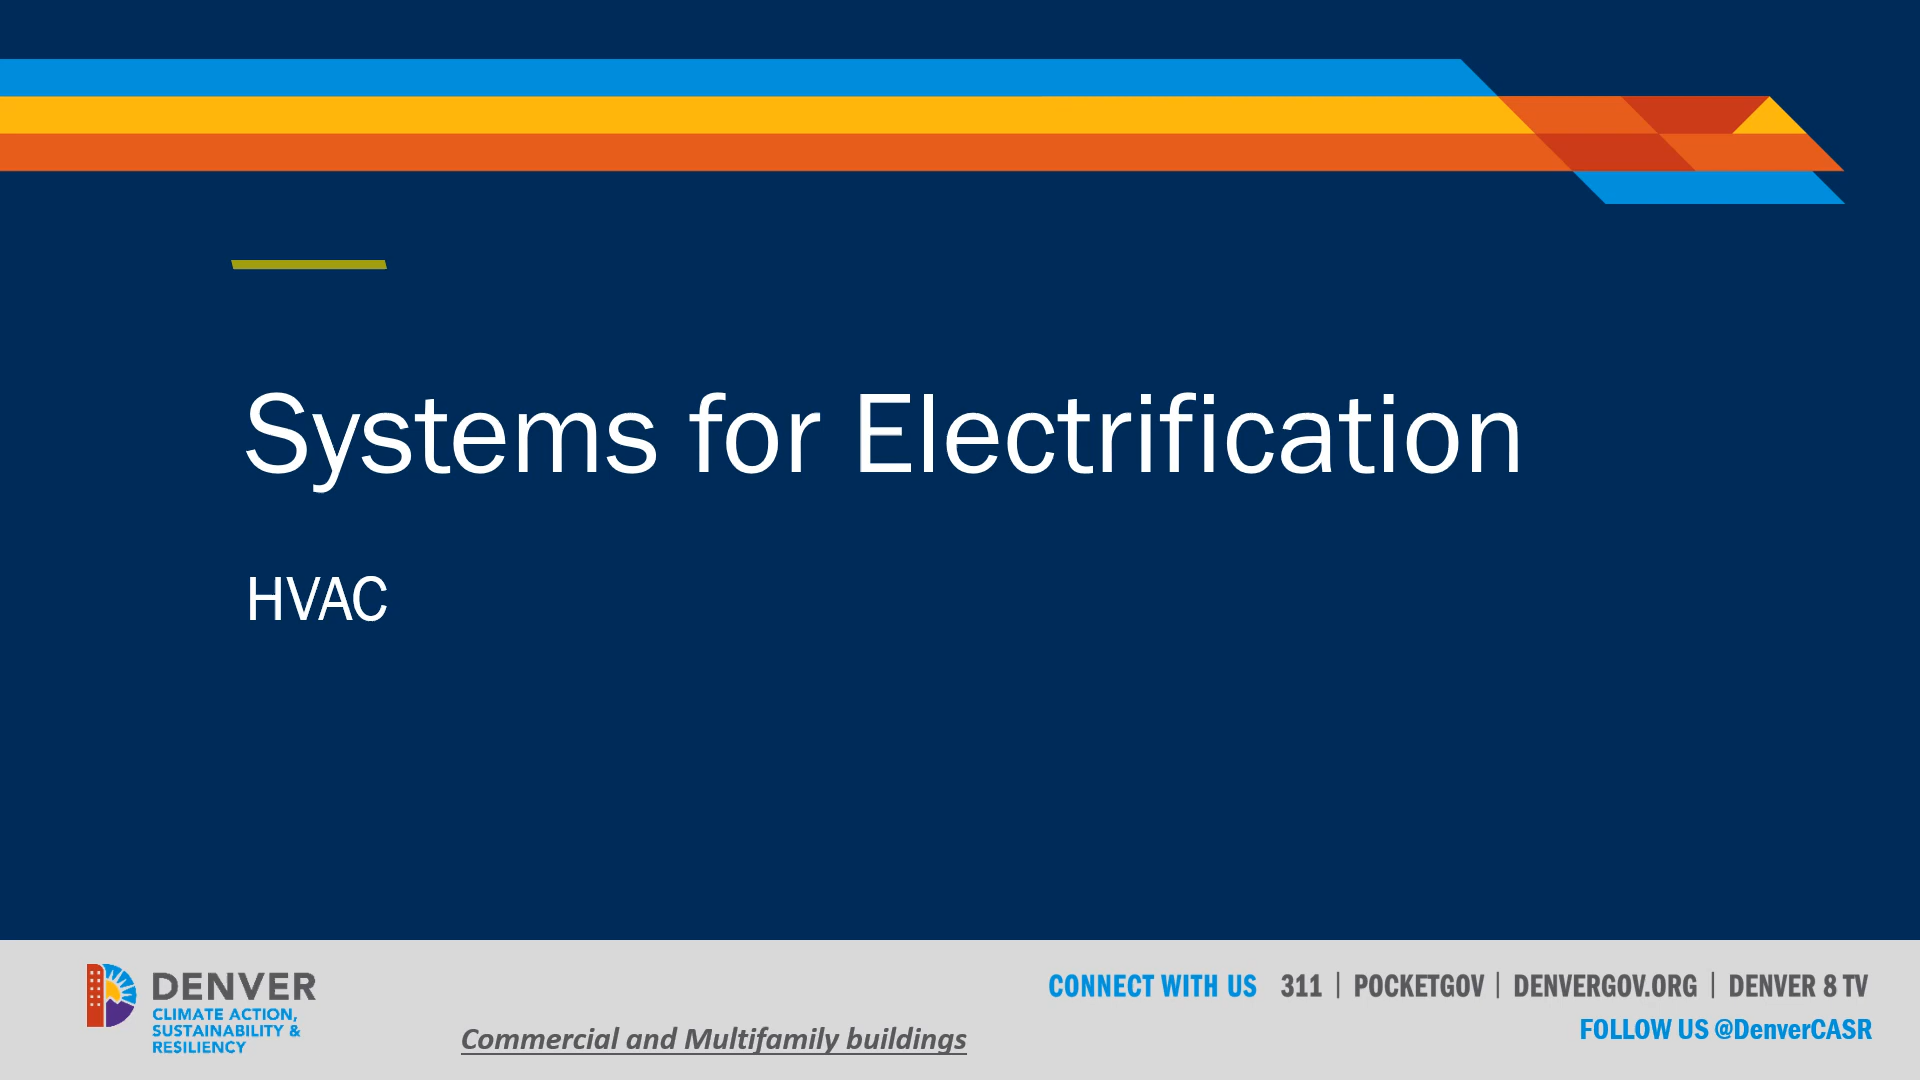 Systems for Electrification
HVAC
DENVER
CLIMATE ACTION,
SUSTAINABILITY &
RESILIENCY
Commercial and Multifamily buildings
CONNECT WITH US 311 | POCKETGOV | DENVERGOV.ORG | DENVER 8 TV
FOLLOW US @DenverCASR